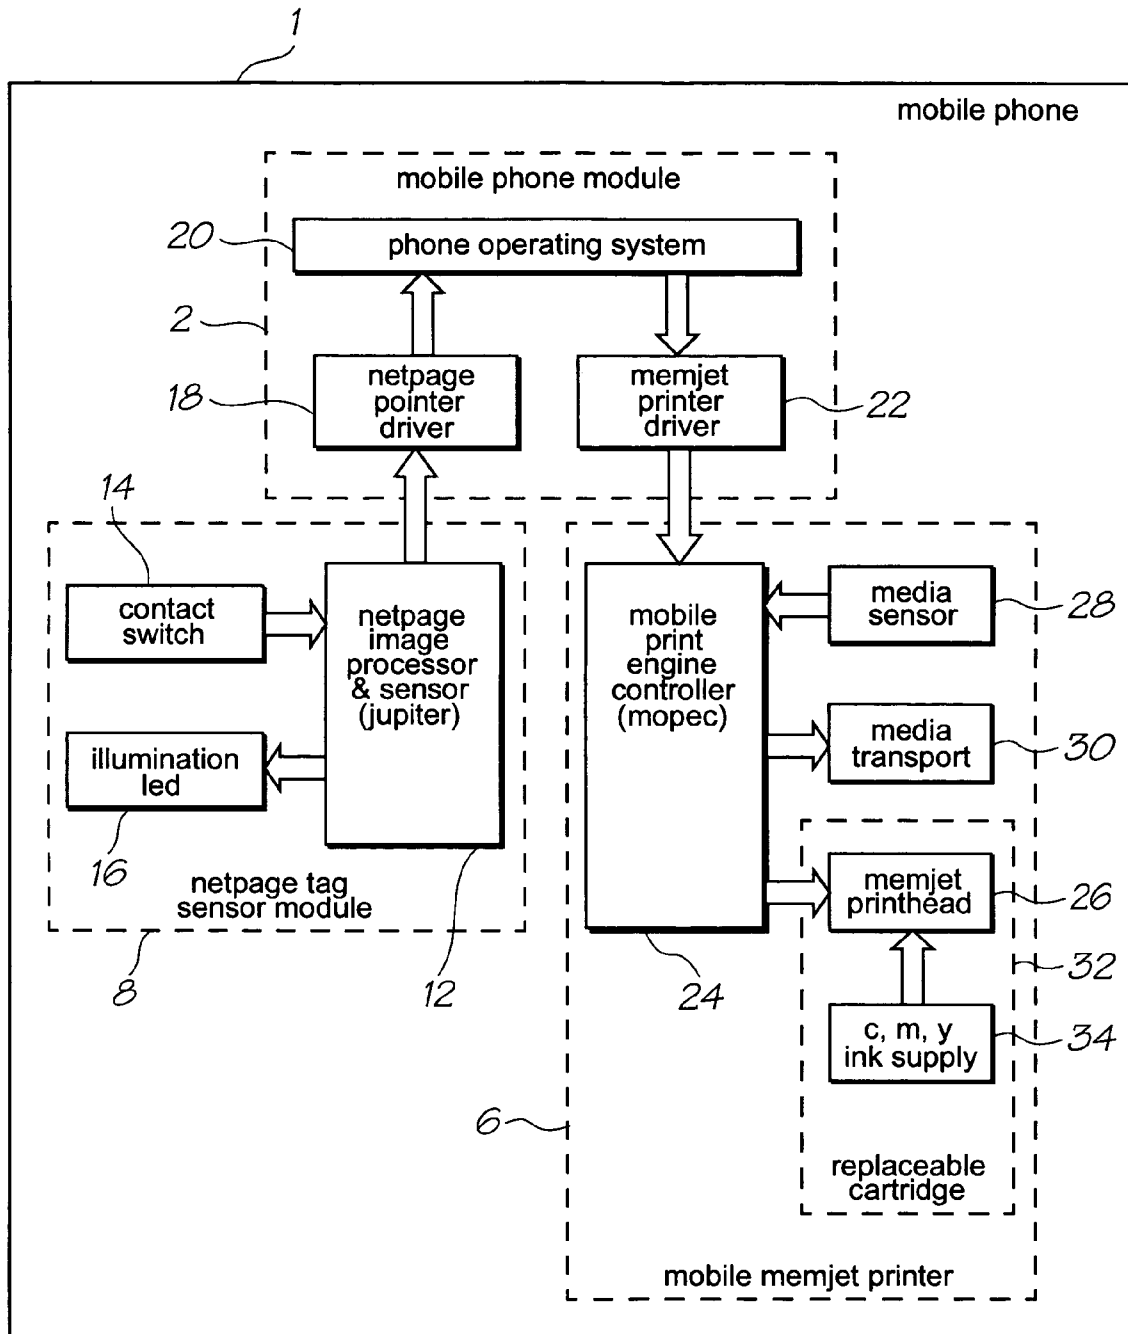 1
mobile phone
mobile phone module
20
phone operating system
2
18
netpage
pointer
driver
memjet
printer
driver
22
14
contact
switch
netpage
image
processor
& sensor
(jupiter)
illumination
led
16
netpage tag
sensor module
8
12
mobile
print
engine
controller
(mopec)
24
media
sensor
28
media
transport
30
memjet
printhead
26
32
c, m, y
ink supply
34
6
replaceable
cartridge
mobile memjet printer